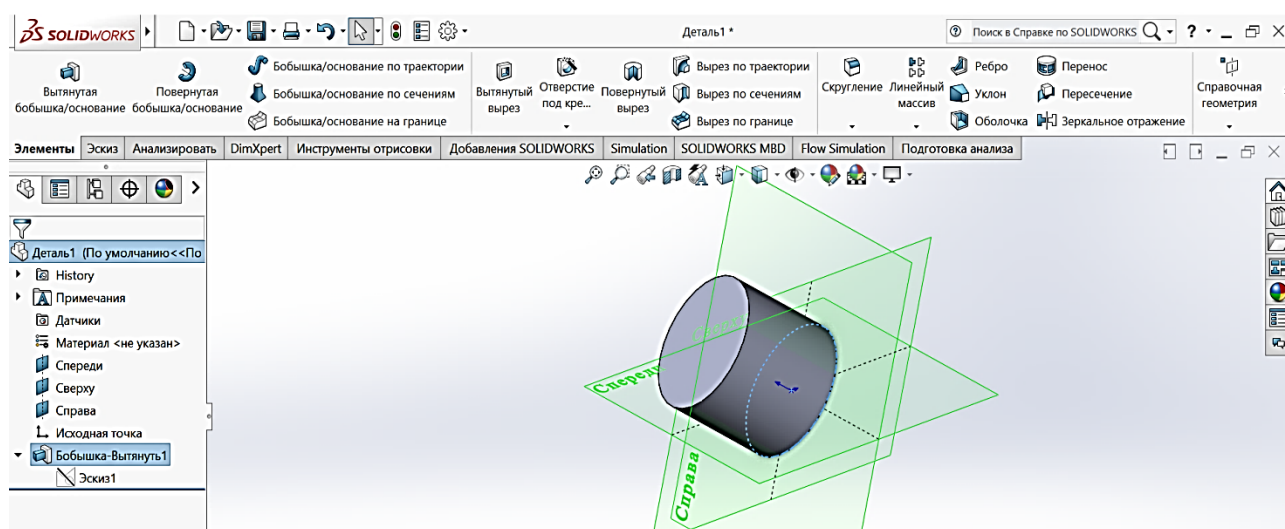 SOLIDWORKS
Деталь1 *
Поиск в Справке по SOLIDWORKS
?
Вытянутая
бобышка/основание
Повернутая
бобышка/основание
Бобышка/основание по траектории
Бобышка/основание по сечениям
Бобышка/основание на границе
Вытянутый
вырез
Отверстие
под кре...
Повернутый
вырез
Вырез по траектории
Вырез по сечениям
Вырез по границе
Скругление
Линейный
массив
Ребро
Уклон
Оболочка
Перенос
Пересечение
Зеркальное отражение
Справочная
геометрия
Элементы Эскиз Анализировать DimXpert Инструменты отрисовки Добавления SOLIDWORKS Simulation SOLIDWORKS MBD Flow Simulation Подготовка анализа
Деталь1 (По умолчанию<<По
History
Примечания
Датчики
Материал <не указан>
Спереди
Сверху
Справа
Исходная точка
Бобышка-Вытянуть1
Эскиз1
Спереди
Справа